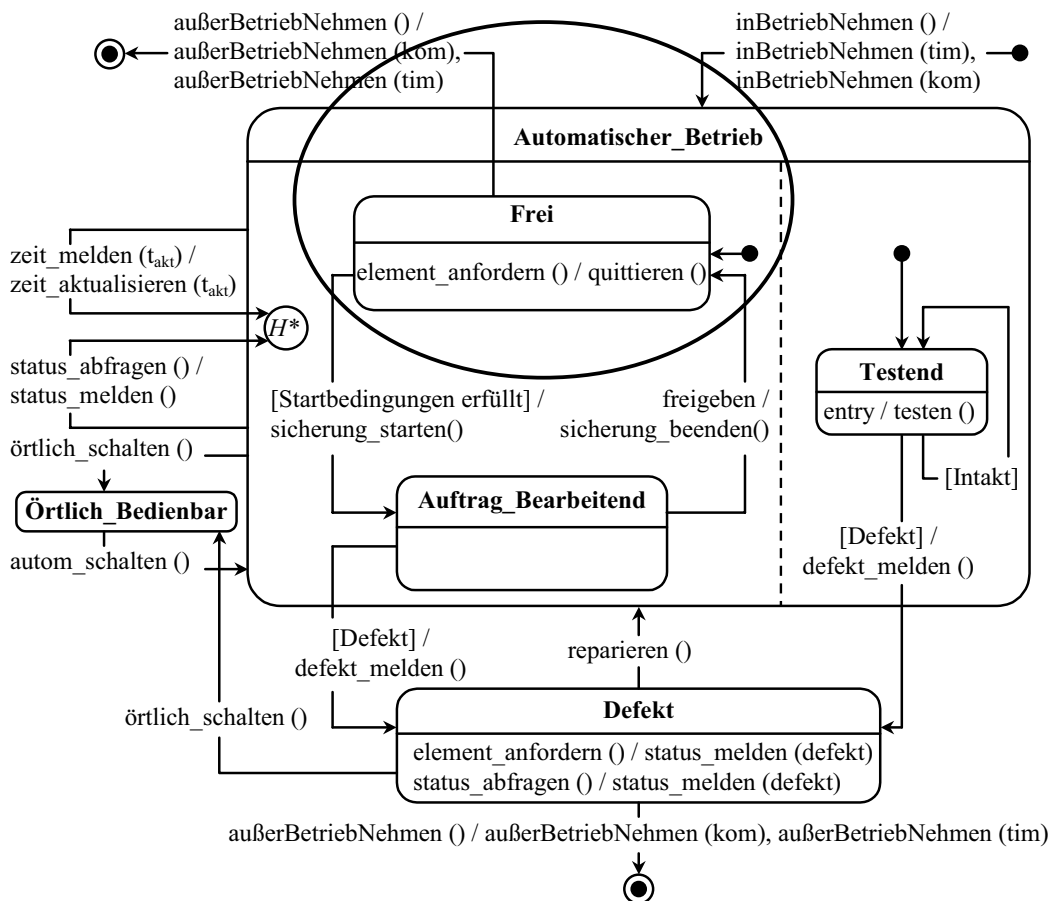 außerBetriebNehmen () /
außerBetriebNehmen (kom),
außerBetriebNehmen (tim)
inBetriebNehmen () /
inBetriebNehmen (tim),
inBetriebNehmen (kom)
Automatischer_Betrieb
Frei
element_anfordern () / quittieren ()
zeit_melden (takt) /
zeit_aktualisieren (takt)
H*
status_abfragen () /
status_melden ()
örtlich_schalten ()
Örtlich_Bedienbar
autom_schalten ()
[Startbedingungen erfüllt] /
sicherung_starten()
freigeben /
sicherung_beenden()
Testend
entry / testen ()
[Intakt]
Auftrag_Bearbeitend
[Defekt] /
defekt_melden ()
[Defekt] /
defekt_melden ()
reparieren ()
örtlich_schalten ()
Defekt
element_anfordern () / status_melden (defekt)
status_abfragen () / status_melden (defekt)
außerBetriebNehmen () / außerBetriebNehmen (kom), außerBetriebNehmen (tim)